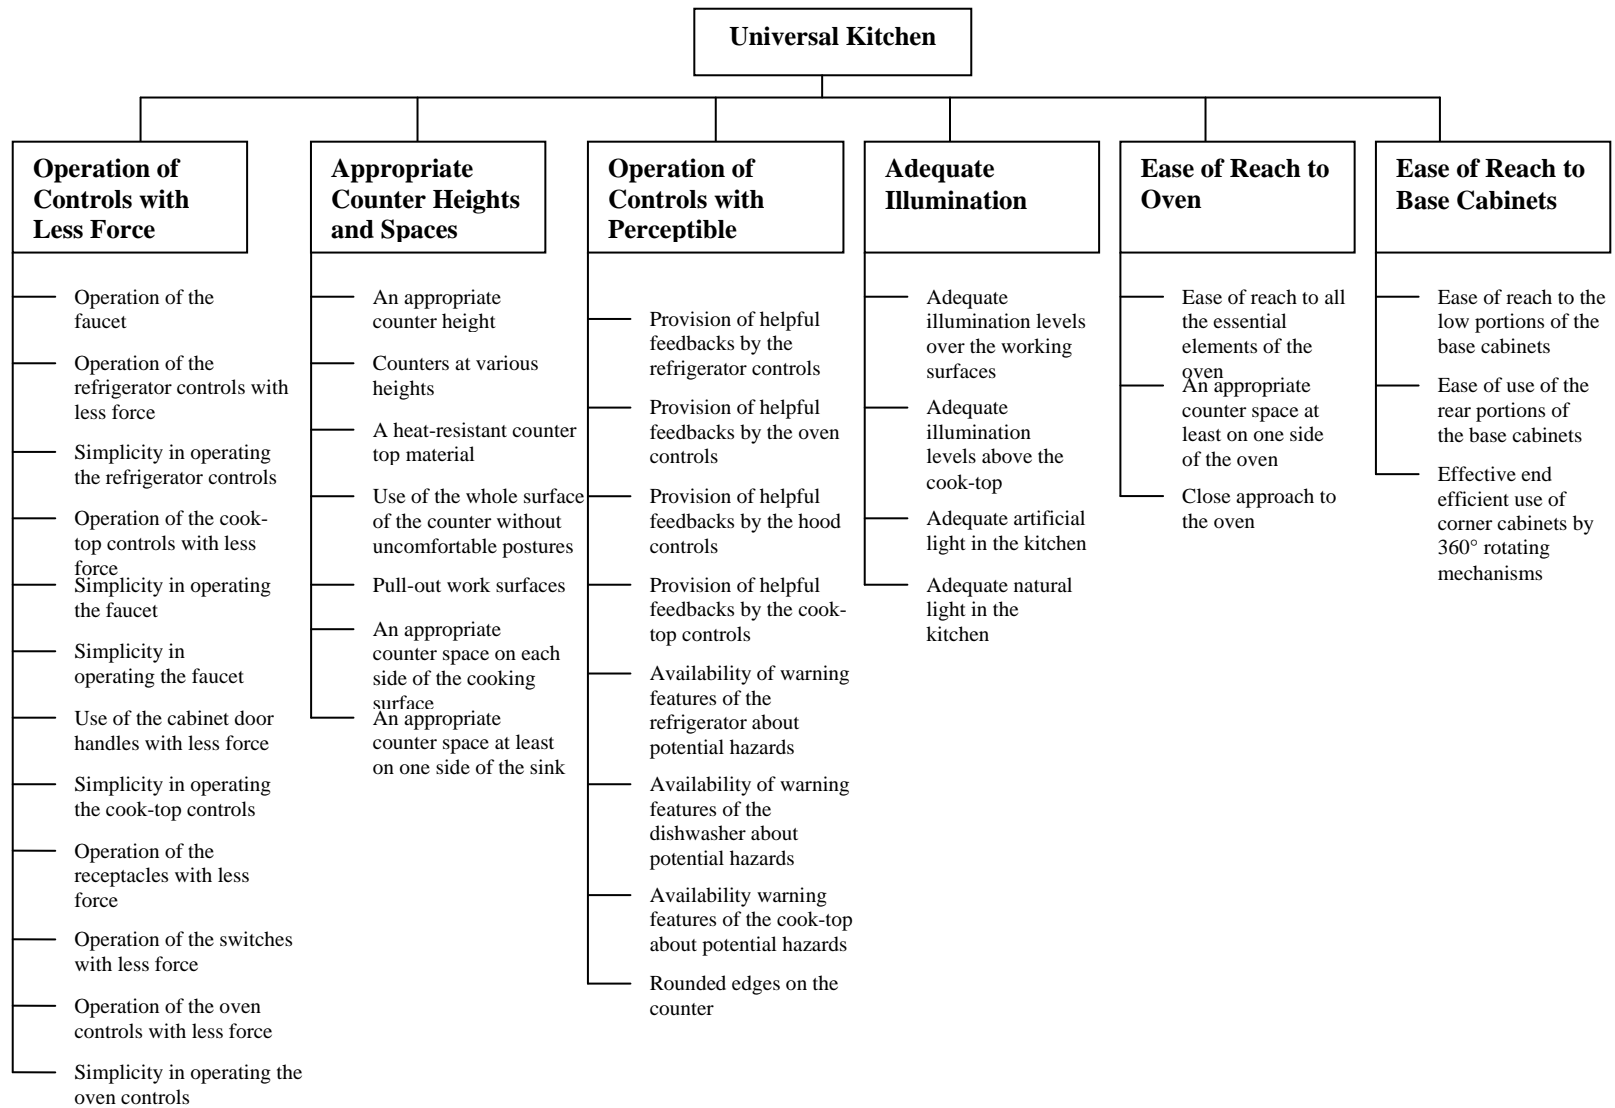 Universal Kitchen
Operation of
Controls with
Less Force
Operation of the
faucet
Operation of the
refrigerator controls with
less force
Simplicity in operating
the refrigerator controls
Operation of the cook-
top controls with less
force
Simplicity in operating
the faucet
Simplicity in
operating the faucet
Use of the cabinet door
handles with less force
Simplicity in operating
the cook-top controls
Operation of the
receptacles with less
force
Operation of the switches
with less force
Operation of the oven
controls with less force
Simplicity in operating the
oven controls
Appropriate
Counter Heights
and Spaces
An appropriate
counter height
Counters at various
heights
A heat-resistant counter
top material
Use of the whole surface
of the counter without
uncomfortable postures
Pull-out work surfaces
An appropriate
counter space on each
side of the cooking
surface
An appropriate
counter space at least
on one side of the sink
Operation of
Controls with
Perceptible
Provision of helpful
feedbacks by the
refrigerator controls
Provision of helpful
feedbacks by the oven
controls
Provision of helpful
feedbacks by the hood
controls
Provision of helpful
feedbacks by the cook-
top controls
Availability of warning
features of the
refrigerator about
potential hazards
Availability of warning
features of the
dishwasher about
potential hazards
Availability warning
features of the cook-top
about potential hazards
Rounded edges on the
counter
Adequate
Illumination
Adequate
illumination levels
over the working
surfaces
Adequate
illumination
levels above the
cook-top
Adequate artificial
light in the kitchen
Adequate natural
light in the
kitchen
Ease of Reach to
Oven
Ease of reach to all
the essential
elements of the
oven
An appropriate
counter space at
least on one side
of the oven
Close approach to
the oven
Ease of Reach to
Base Cabinets
Ease of reach to the
low portions of the
base cabinets
Ease of use of the
rear portions of
the base cabinets
Effective end
efficient use of
corner cabinets by
360° rotating
mechanisms